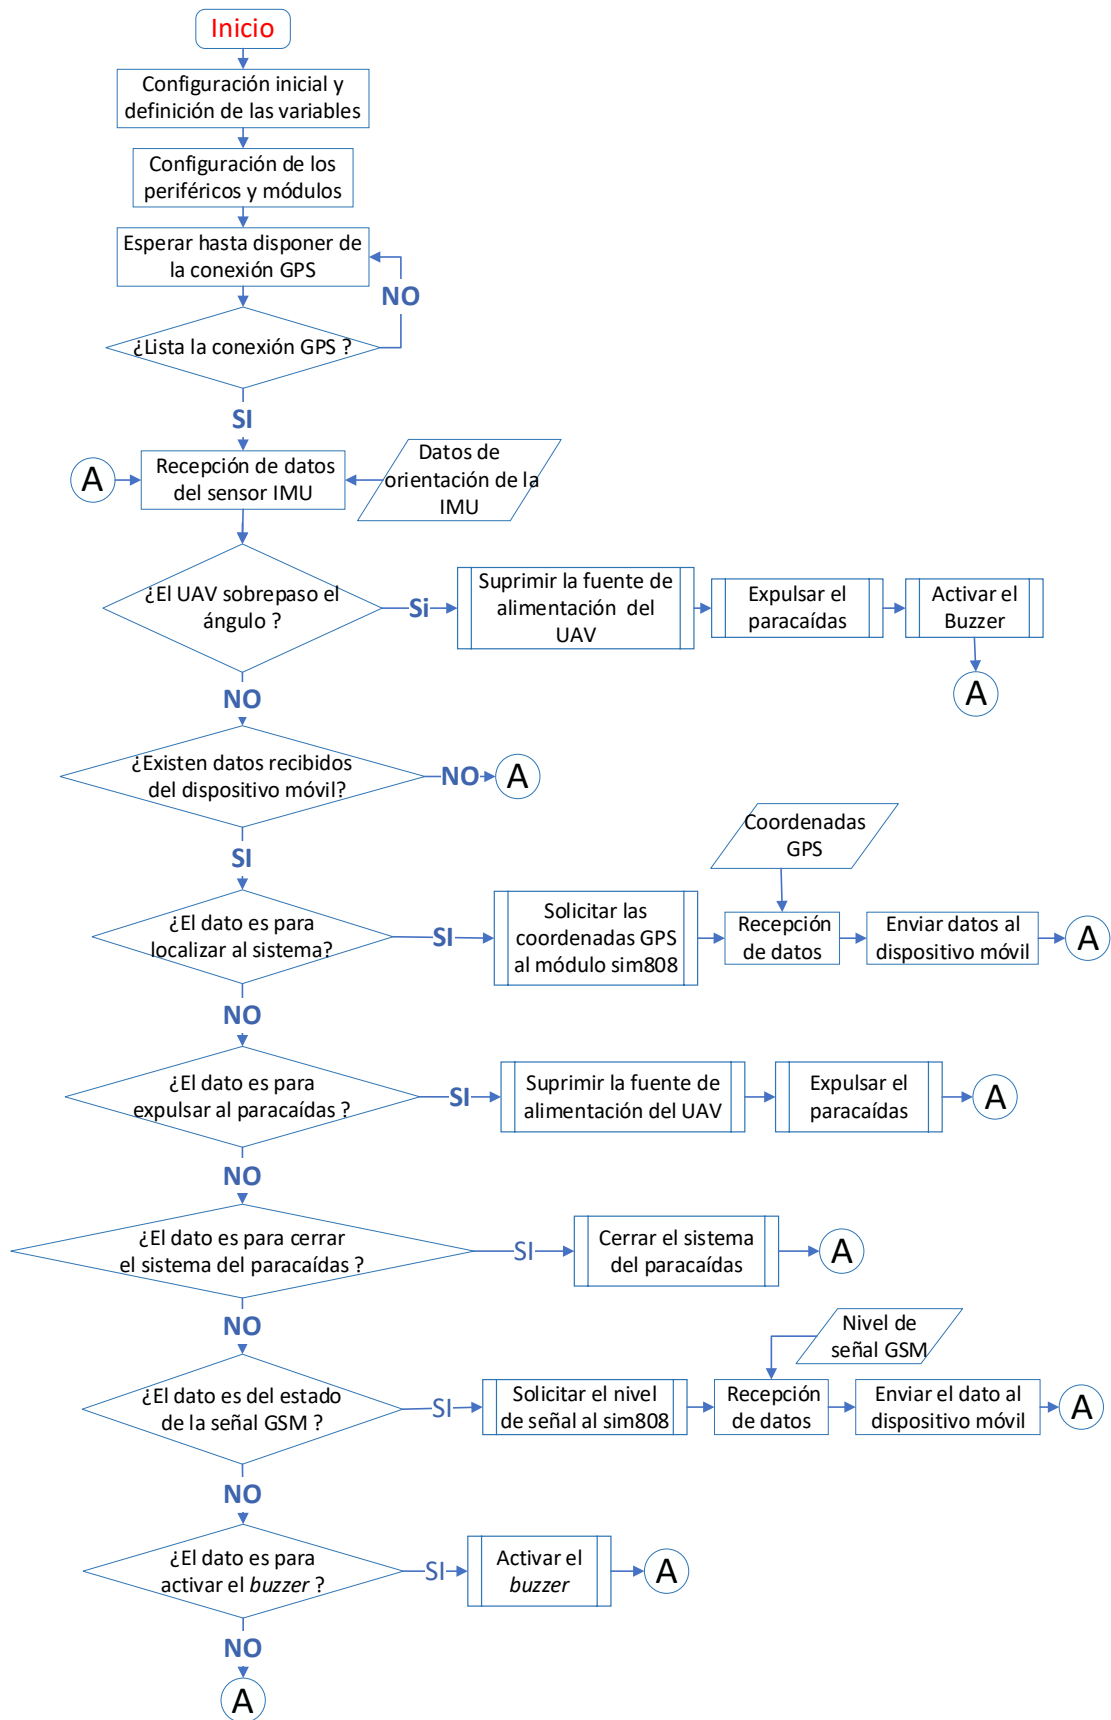 Inicio
Configuración inicial y
definición de las variables
Configuración de los
periféricos y módulos
Esperar hasta disponer de
la conexión GPS
NO
¿Lista la conexión GPS ?
SI
A
Recepción de datos
del sensor IMU
Datos de
orientación de la
IMU
¿El UAV sobrepaso el
ángulo ?
Si
Suprimir la fuente de
alimentación del
UAV
Expulsar el
paracaídas
Activar el
Buzzer
A
NO
¿Existen datos recibidos
del dispositivo móvil?
NO
A
SI
Coordenadas
GPS
¿El dato es para
localizar al sistema?
SI
Solicitar las
coordenadas GPS
al módulo sim808
Recepción
de datos
Enviar datos al
dispositivo móvil
A
NO
¿El dato es para
expulsar al paracaídas ?
SI
Suprimir la fuente de
alimentación del UAV
Expulsar el
paracaídas
A
NO
¿El dato es para cerrar
el sistema del paracaídas ?
SI
Cerrar el sistema
del paracaídas
A
NO
Nivel de
señal GSM
¿El dato es del estado
de la señal GSM ?
SI
Solicitar el nivel
de señal al sim808
Recepción
de datos
Enviar el dato al
dispositivo móvil
A
NO
¿El dato es para
activar el buzzer ?
SI
Activar el
buzzer
A
NO
A